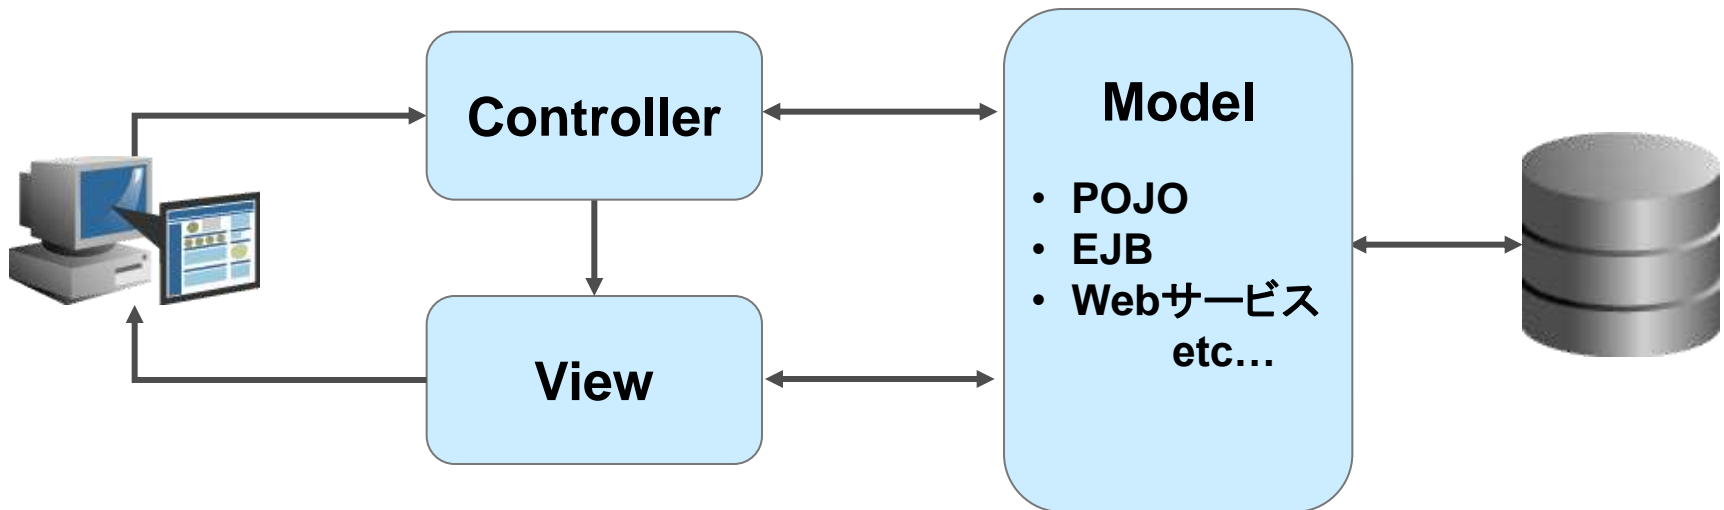 Controller
Model
• POJO
• EJB
• Webサービス
etc…
View